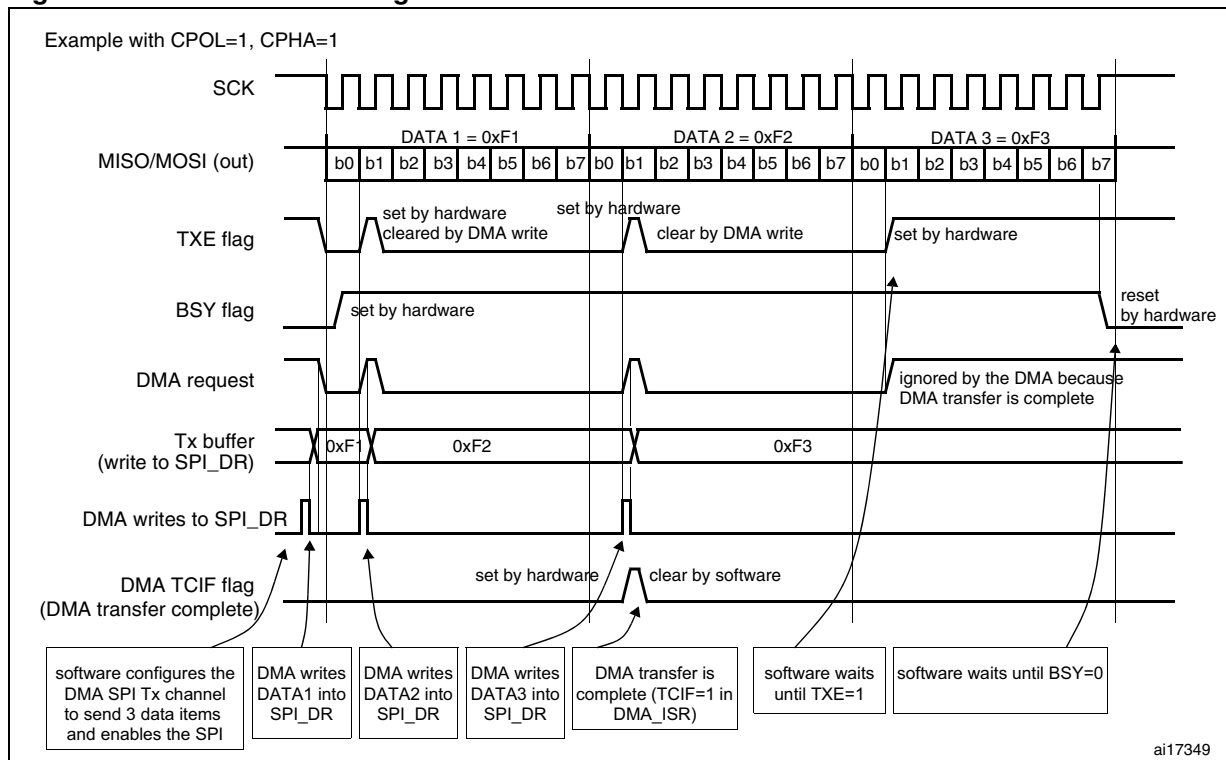 Example with CPOL=1, CPHA=1
SCK
DATA 1 = 0xF1
DATA 2 = 0xF2
DATA 3 = 0xF3
MISO/MOSI (out)
b0 b1 b2 b3 b4 b5 b6 b7 b0 b1 b2 b3 b4 b5 b6 b7 b0 b1 b2 b3 b4 b5 b6 b7
TXE flag
set by hardware
cleared by DMA write
set by hardware
clear by DMA write
set by hardware
BSY flag
set by hardware
reset
by hardware
DMA request
ignored by the DMA because
DMA transfer is complete
Tx buffer
(write to SPI_DR)
0xF1
0xF2
0xF3
DMA writes to SPI_DR
DMA TCIF flag
(DMA transfer complete)
set by hardware
clear by software
software configures the
DMA SPI Tx channel
to send 3 data items
and enables the SPI
DMA writes
DATA1 into
SPI_DR
DMA writes
DATA2 into
SPI_DR
DMA writes
DATA3 into
SPI_DR
DMA transfer is
complete (TCIF=1 in
DMA_ISR)
software waits
until TXE=1
software waits until BSY=0
ai17349